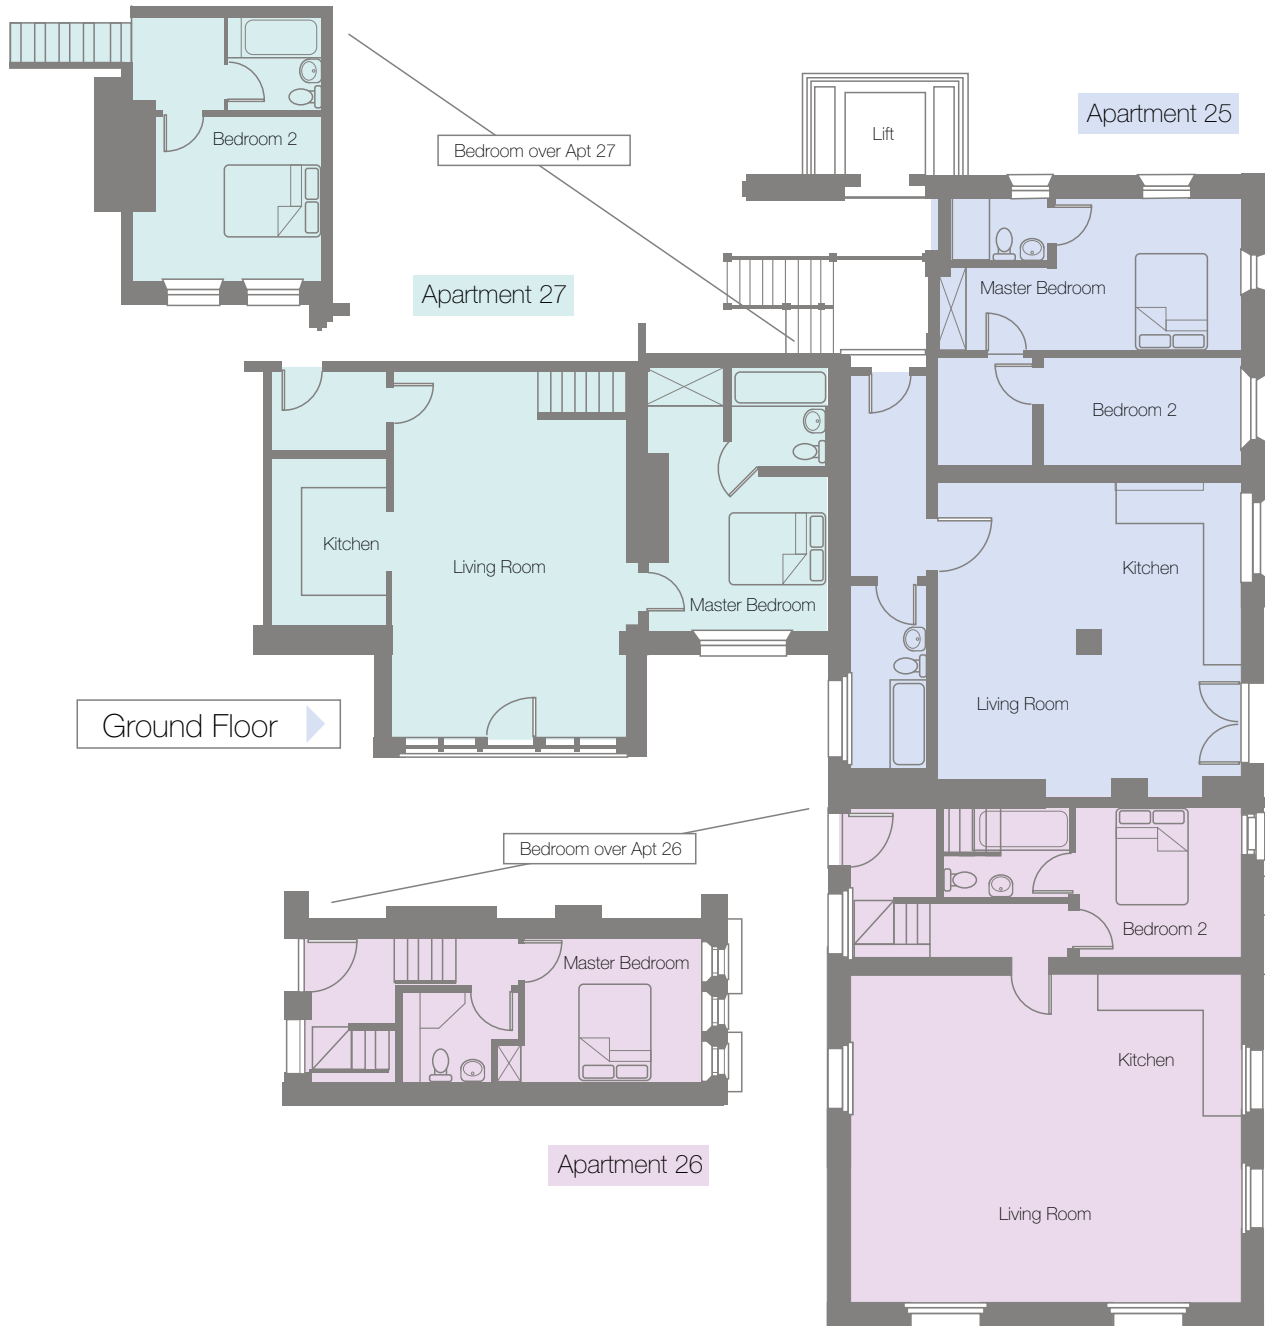 Bedroom 2
Bedroom over Apt 27
Lift
Apartment 25
Apartment 27
Master Bedroom
Bedroom 2
Kitchen
Living Room
Master Bedroom
Kitchen
Living Room
Ground Floor
Bedroom over Apt 26
Bedroom 2
Master Bedroom
Kitchen
Apartment 26
Living Room